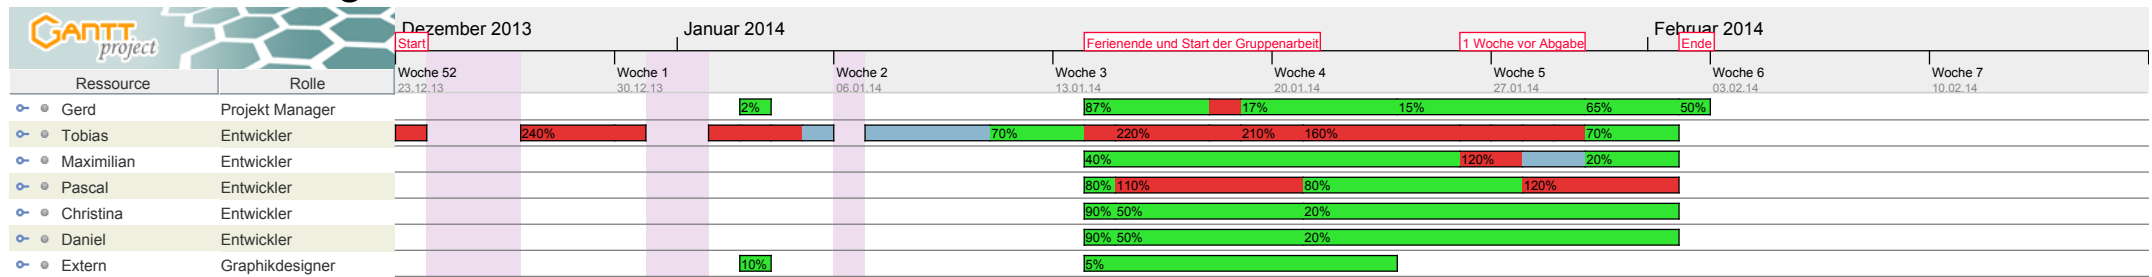 GANTT project
Dezember 2013
Januar 2014
Februar 2014
Start
Ferienende und Start der Gruppenarbeit
1 Woche vor Abgabe
Ende
Ressource Rolle
Woche 52 Woche 1 Woche 2 Woche 3 Woche 4 Woche 5 Woche 6 Woche 7
23.12.13 30.12.13 06.01.14 13.01.14 20.01.14 27.01.14 03.02.14 10.02.14
Gerd Projekt Manager 2% 87% 17% 15% 65% 50%
Tobias Entwickler 240% 70% 220% 210% 160% 70%
Maximilian Entwickler 40% 120% 20%
Pascal Entwickler 80% 110% 80% 120%
Christina Entwickler 90% 50% 20%
Daniel Entwickler 90% 50% 20%
Extern Graphikdesigner 10% 5%